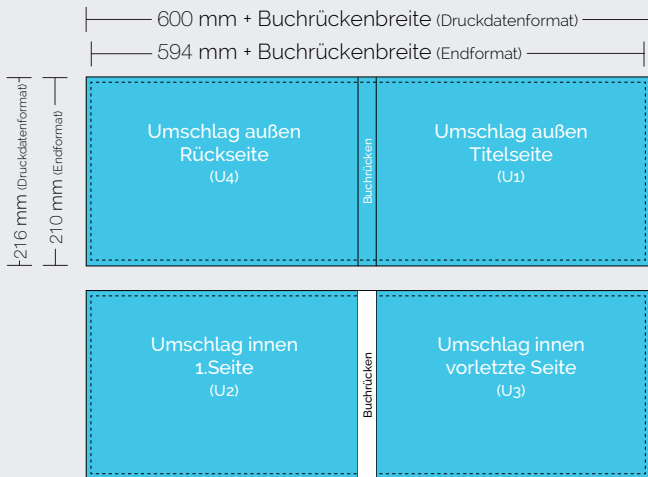 600 mm + Buchrückenbreite (Druckdatenformat)
594 mm + Buchrückenbreite (Endformat)
216 mm (Druckdatenformat)
210 mm (Endformat)
Umschlag außen
Rückseite
(U4)
Buchrücken
Umschlag außen
Titelseite
(U1)
Umschlag innen
1.Seite
(U2)
Buchrücken
Umschlag innen
vorletzte Seite
(U3)